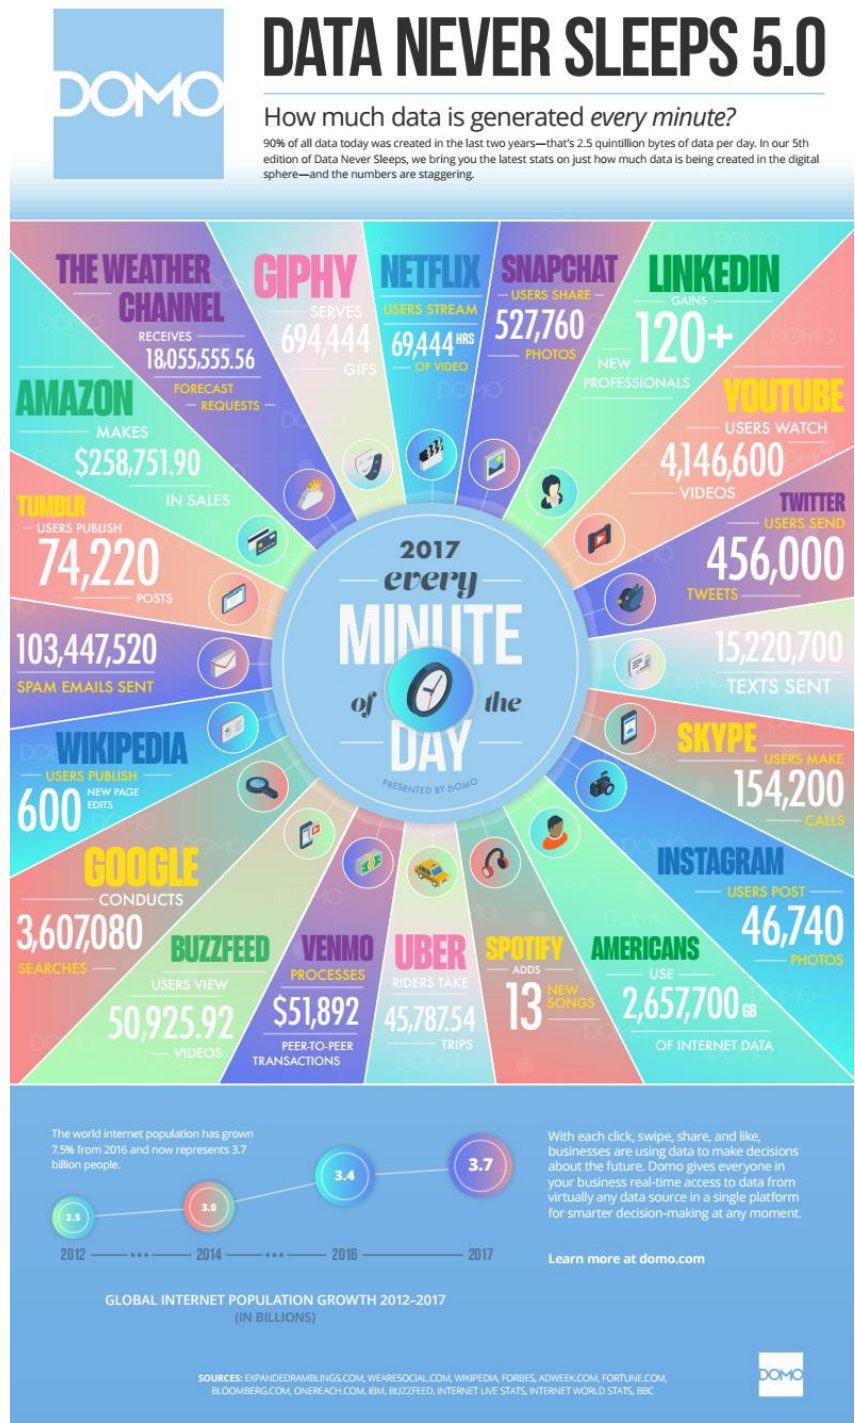 DOMO
DATA NEVER SLEEPS 5.0
How much data is generated every minute?
90% of all data today was created in the last two years—that's 2.5 quintillion bytes of data per day. In our 5th
edition of Data Never Sleeps, we bring you the latest stats on just how much data is being created in the digital
sphere—and the numbers are staggering.
THE WEATHER
CHANNEL
RECEIVES
18,055,555.56
FORECAST
REQUESTS
GIPHY
SERVES
694,444
GIFS
NETFLIX
USERS STREAM
69,444 HRS
OF VIDEO
SNAPCHAT
USERS SHARE
527,760
PHOTOS
LINKEDIN
GAINS
120+
NEW
PROFESSIONALS
YOUTUBE
USERS WATCH
4,146,600
VIDEOS
TWITTER
USERS SEND
456,000
TWEETS
15,220,700
TEXTS SENT
SKYPE
USERS MAKE
154,200
CALLS
INSTAGRAM
USERS POST
46,740
PHOTOS
AMERICANS
USE
2,657,700 GB
OF INTERNET DATA
SPOTIFY
ADDS
13 NEW
SONGS
UBER
RIDERS TAKE
45,787.54
TRIPS
VENMO
PROCESSES
$51,892
PEER-TO-PEER
TRANSACTIONS
BUZZFEED
USERS VIEW
50,925.92
VIDEOS
GOOGLE
CONDUCTS
3,607,080
SEARCHES
WIKIPEDIA
USERS PUBLISH
600 NEW PAGE
EDITS
103,447,520
SPAM EMAILS SENT
TUMBLR
USERS PUBLISH
74,220
POSTS
AMAZON
MAKES
$258,751.90
IN SALES
2017
every
MINUTE
of the
DAY
PRESENTED BY DOMO
The world internet population has grown
7.5% from 2016 and now represents 3.7
billion people.
2.5
3.0
3.4
3.7
2012
2014
2016
2017
GLOBAL INTERNET POPULATION GROWTH 2012–2017
(IN BILLIONS)
With each click, swipe, share, and like,
businesses are using data to make decisions
about the future. Domo gives everyone in
your business real-time access to data from
virtually any data source in a single platform
for smarter decision-making at any moment.
Learn more at domo.com
SOURCES: EXPANDEDRAMBLINGS.COM, WEARESOCIAL.COM, WIKIPEDIA, FORBES, ADWEEK.COM, FORTUNE.COM,
BLOOMBERG.COM, ONEREACH.COM, IBM, BUZZFEED, INTERNET LIVE STATS, INTERNET WORLD STATS, BBC
DOMO